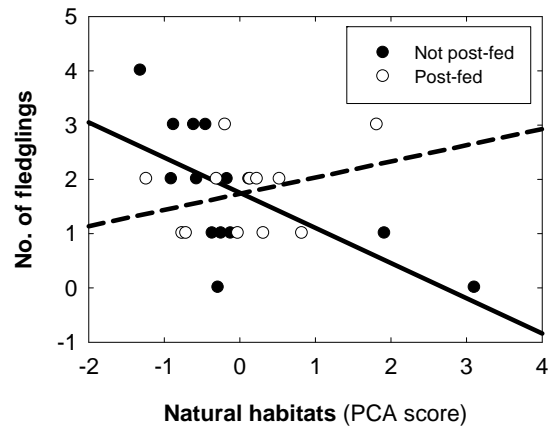 5
4
3
2
1
0
-1
-2 -1 0 1 2 3 4
No. of fledglings
Natural habitats (PCA score)
Not post-fed
Post-fed